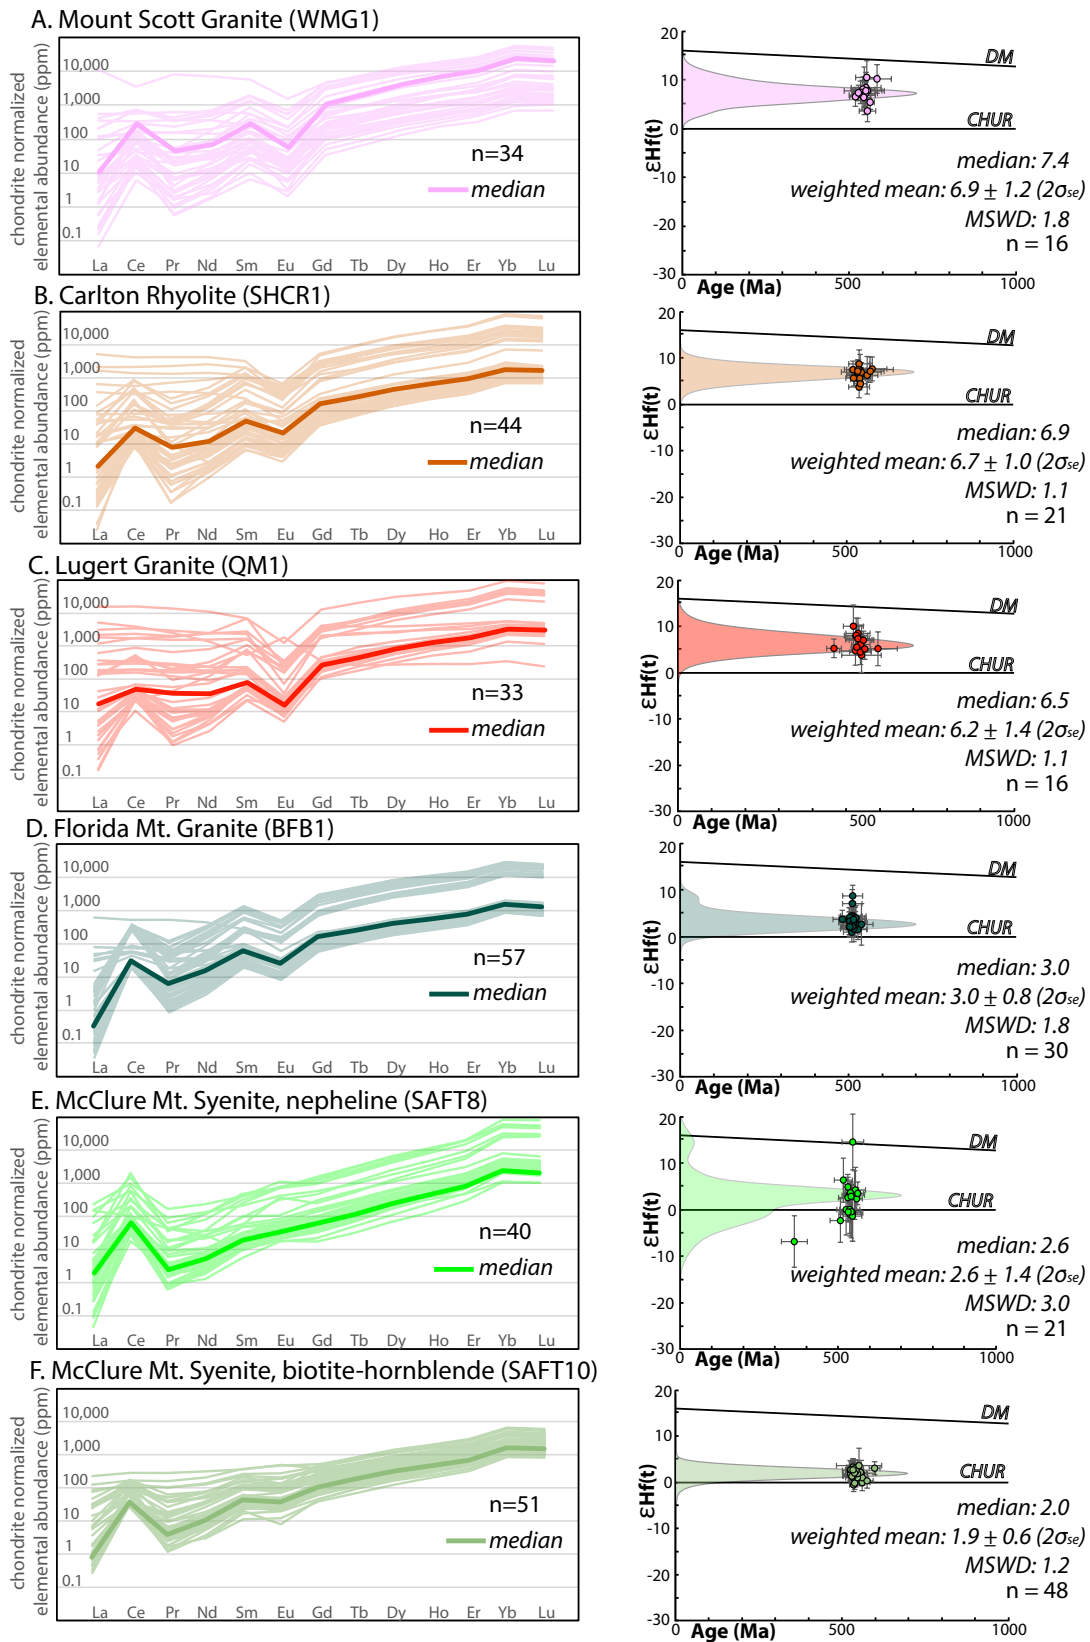 A. Mount Scott Granite (WMG1)
chondrite normalized
elemental abundance (ppm)
10,000
1,000
100
10
1
0.1
n=34
median
La Ce Pr Nd Sm Eu Gd Tb Dy Ho Er Yb Lu
εHf(t)
20
10
0
-10
-20
-30
DM
CHUR
median: 7.4
weighted mean: 6.9 ± 1.2 (2σse)
MSWD: 1.8
n = 16
0 Age (Ma) 500 1000
B. Carlton Rhyolite (SHCR1)
chondrite normalized
elemental abundance (ppm)
10,000
1,000
100
10
1
0.1
n=44
median
La Ce Pr Nd Sm Eu Gd Tb Dy Ho Er Yb Lu
εHf(t)
20
10
0
-10
-20
-30
DM
CHUR
median: 6.9
weighted mean: 6.7 ± 1.0 (2σse)
MSWD: 1.1
n = 21
0 Age (Ma) 500 1000
C. Lugert Granite (QM1)
chondrite normalized
elemental abundance (ppm)
10,000
1,000
100
10
1
0.1
n=33
median
La Ce Pr Nd Sm Eu Gd Tb Dy Ho Er Yb Lu
εHf(t)
20
10
0
-10
-20
-30
DM
CHUR
median: 6.5
weighted mean: 6.2 ± 1.4 (2σse)
MSWD: 1.1
n = 16
0 Age (Ma) 500 1000
D. Florida Mt. Granite (BFB1)
chondrite normalized
elemental abundance (ppm)
10,000
1,000
100
10
1
0.1
n=57
median
La Ce Pr Nd Sm Eu Gd Tb Dy Ho Er Yb Lu
εHf(t)
20
10
0
-10
-20
-30
DM
CHUR
median: 3.0
weighted mean: 3.0 ± 0.8 (2σse)
MSWD: 1.8
n = 30
0 Age (Ma) 500 1000
E. McClure Mt. Syenite, nepheline (SAFT8)
chondrite normalized
elemental abundance (ppm)
10,000
1,000
100
10
1
0.1
n=40
median
La Ce Pr Nd Sm Eu Gd Tb Dy Ho Er Yb Lu
εHf(t)
20
10
0
-10
-20
-30
DM
CHUR
median: 2.6
weighted mean: 2.6 ± 1.4 (2σse)
MSWD: 3.0
n = 21
0 Age (Ma) 500 1000
F. McClure Mt. Syenite, biotite-hornblende (SAFT10)
chondrite normalized
elemental abundance (ppm)
10,000
1,000
100
10
1
0.1
n=51
median
La Ce Pr Nd Sm Eu Gd Tb Dy Ho Er Yb Lu
εHf(t)
20
10
0
-10
-20
-30
DM
CHUR
median: 2.0
weighted mean: 1.9 ± 0.6 (2σse)
MSWD: 1.2
n = 48
0 Age (Ma) 500 1000